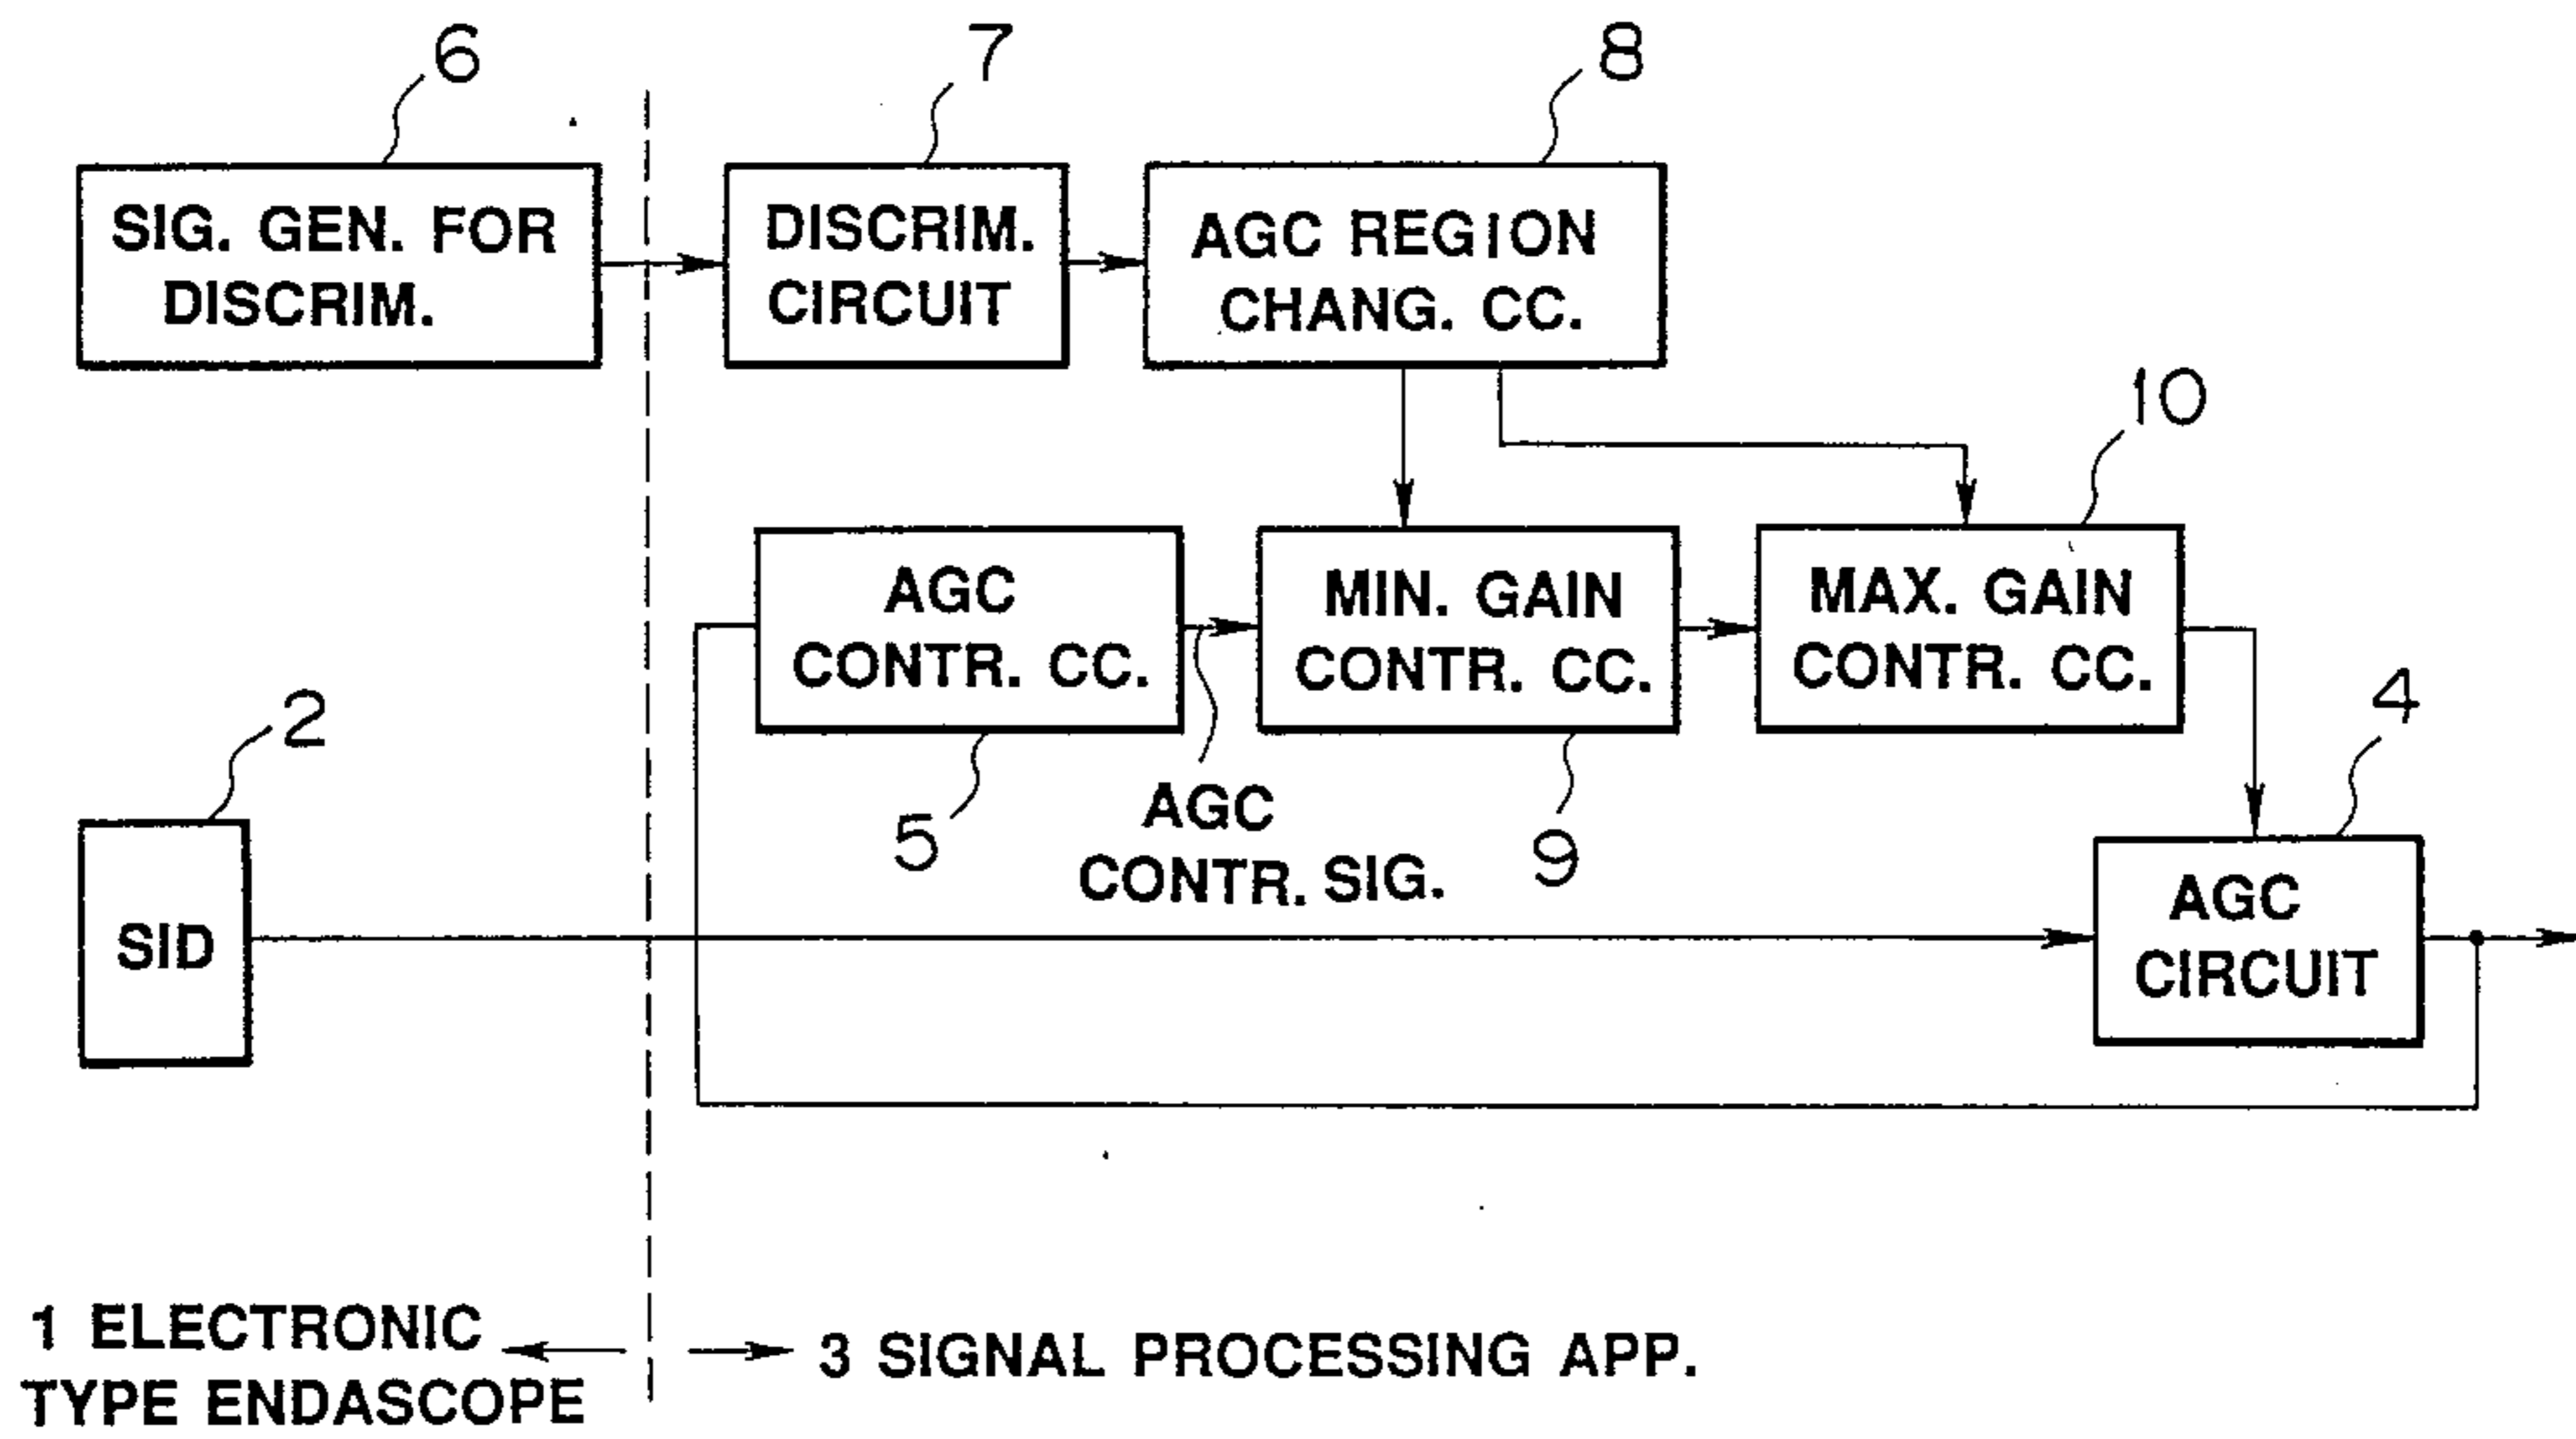 6
7
8
SIG. GEN. FOR
DISCRIM.
DISCRIM.
CIRCUIT
AGC REGION
CHANG. CC.
10
AGC
CONTR. CC.
MIN. GAIN
CONTR. CC.
MAX. GAIN
CONTR. CC.
2
5
AGC
CONTR. SIG.
9
4
SID
AGC
CIRCUIT
1 ELECTRONIC
TYPE ENDASCOPE
3 SIGNAL PROCESSING APP.